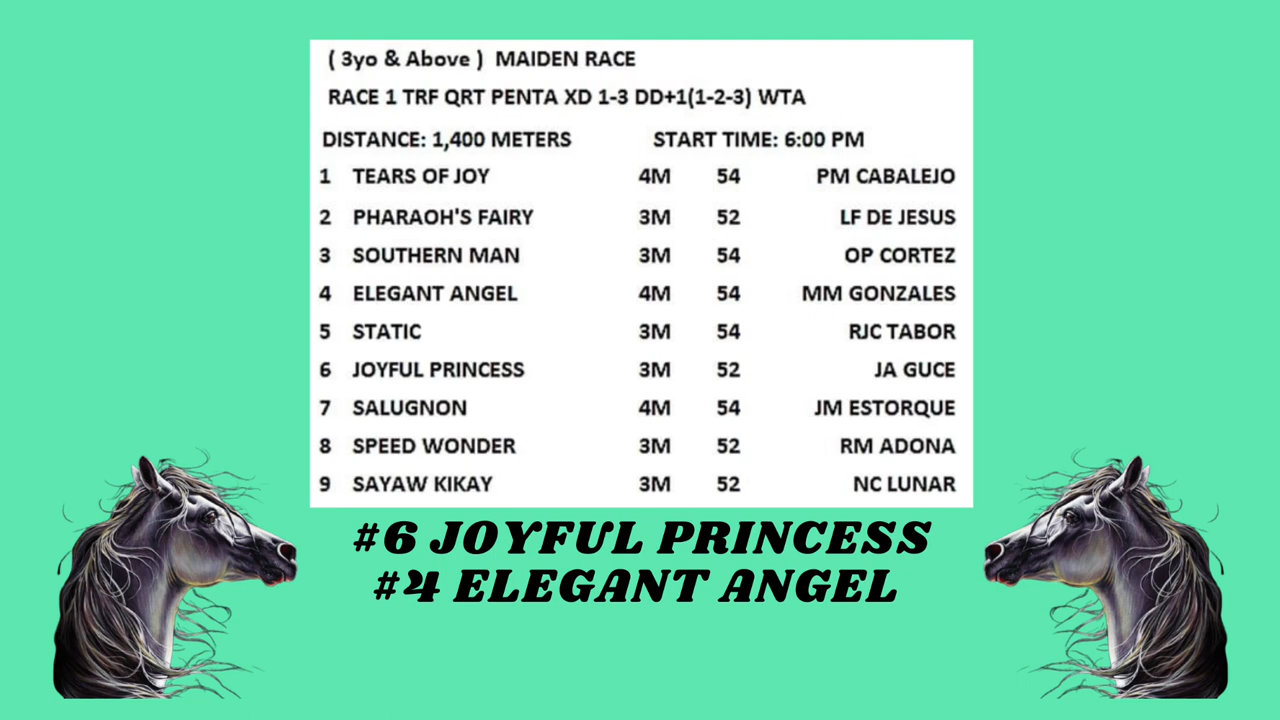 ( 3yo & Above ) MAIDEN RACE
RACE 1 TRF QRT PENTA XD 1-3 DD+1(1-2-3) WTA
DISTANCE: 1,400 METERS START TIME: 6:00 PM
1 TEARS OF JOY 4M 54 PM CABALEJO
2 PHARAOH'S FAIRY 3M 52 LF DE JESUS
3 SOUTHERN MAN 3M 54 OP CORTEZ
4 ELEGANT ANGEL 4M 54 MM GONZALES
5 STATIC 3M 54 RJC TABOR
6 JOYFUL PRINCESS 3M 52 JA GUCE
7 SALUGNON 4M 54 JM ESTORQUE
8 SPEED WONDER 3M 52 RM ADONA
9 SAYAW KIKAY 3M 52 NC LUNAR
#6 JOYFUL PRINCESS
#4 ELEGANT ANGEL